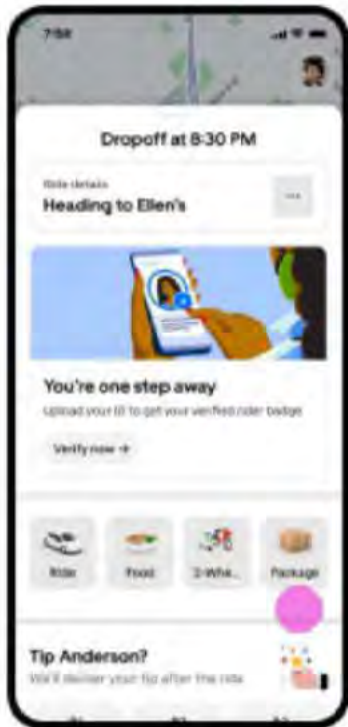 7:58
Dropoff at 8:30 PM
Ride details
Heading to Ellen's
...
You're one step away
Upload your ID to get your verified rider badge
Verify now →
Ride
Food
2-Whe...
Package
Tip Anderson?
We'll deliver your tip after the ride